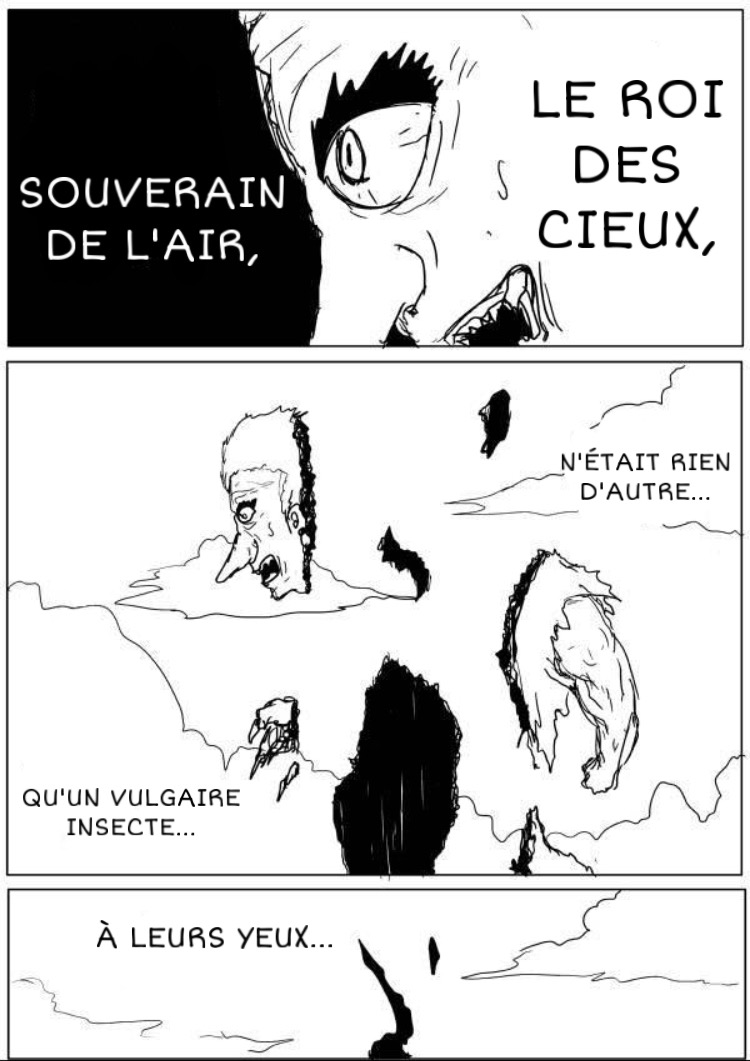 SOUVERAIN
DE L'AIR,
LE ROI
DES
CIEUX,
N'ÉTAIT RIEN
D'AUTRE...
QU'UN VULGAIRE
INSECTE...
À LEURS YEUX...